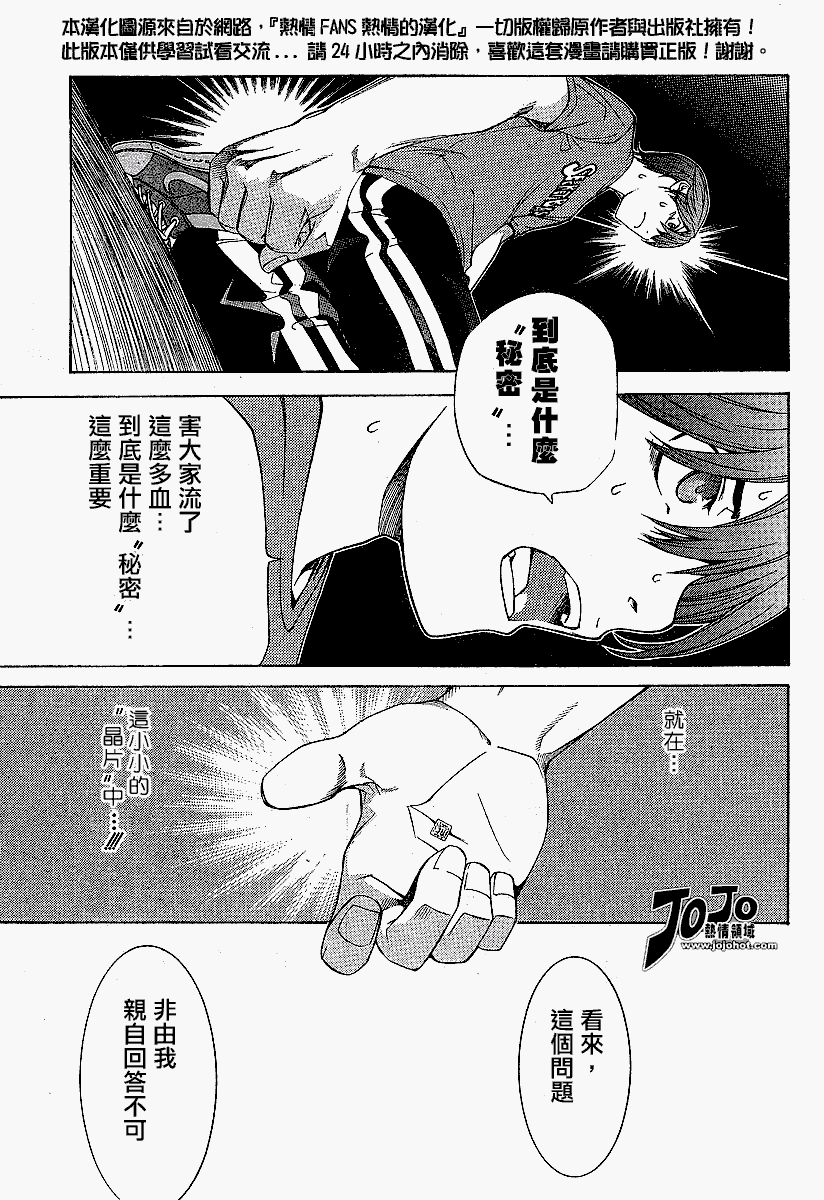 本漢化圖源來自於網路，『熱情FANS熱情的漢化』一切版權歸原作者與出版社擁有！
此版本僅供學習試看交流... 請24小時之內消除，喜歡這套漫畫請購買正版！謝謝。
到底是什麼
〝秘密〞…
害大家流了
這麼多血…
到底是什麼〝秘密〞…
這麼重要
就在…
這小小的
〝晶片〞中…!!!
JOJO
熱情領域
www.jojohot.com
看來，
這個問題
非由我
親自回答不可